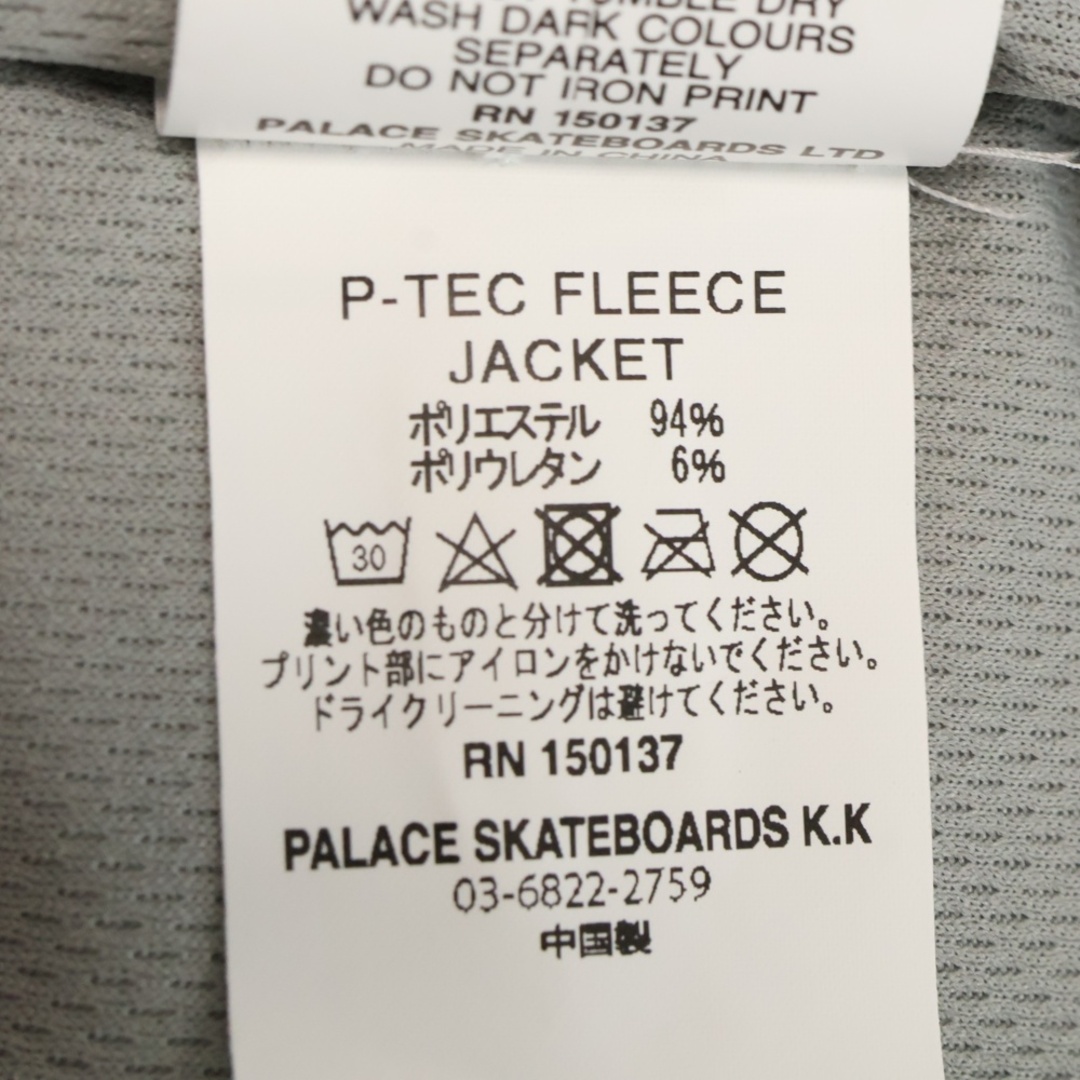 TUMBLE DRY
WASH DARK COLOURS
SEPARATELY
DO NOT IRON PRINT
RN 150137
PALACE SKATEBOARDS LTD
MADE IN CHINA
P-TEC FLEECE
JACKET
ポリエステル 94%
ポリウレタン 6%
30
濃い色のものと分けて洗ってください。
プリント部にアイロンをかけないでください。
ドライクリーニングは避けてください。
RN 150137
PALACE SKATEBOARDS K.K
03-6822-2759
中国製